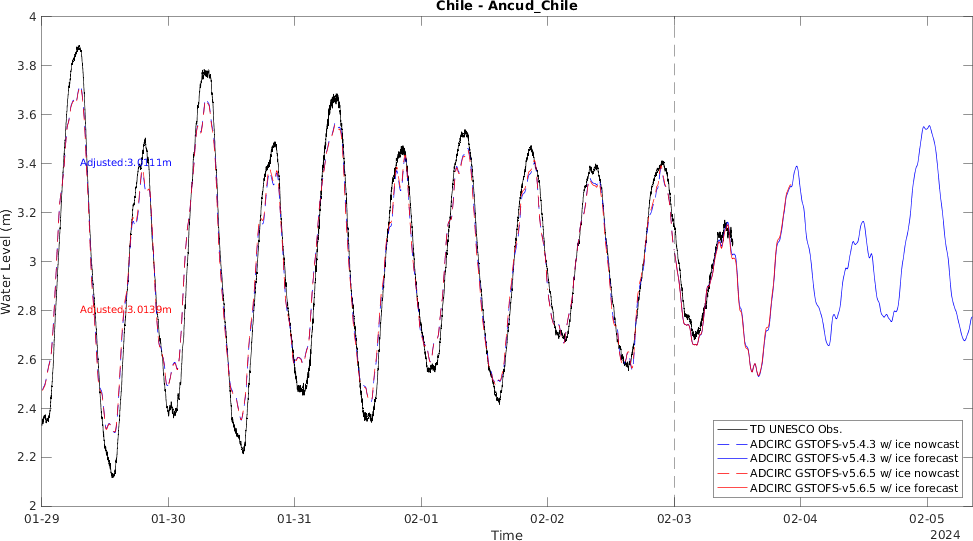 Chile - Ancud_Chile
4
3.8
3.6
3.4
3.2
3
2.8
2.6
2.4
2.2
2
Water Level (m)
Adjusted:3.0111m
Adjusted:3.0139m
TD UNESCO Obs.
ADCIRC GSTOFS-v5.4.3 w/ ice nowcast
ADCIRC GSTOFS-v5.4.3 w/ ice forecast
ADCIRC GSTOFS-v5.6.5 w/ ice nowcast
ADCIRC GSTOFS-v5.6.5 w/ ice forecast
01-29 01-30 01-31 02-01 02-02 02-03 02-04 02-05
Time
2024